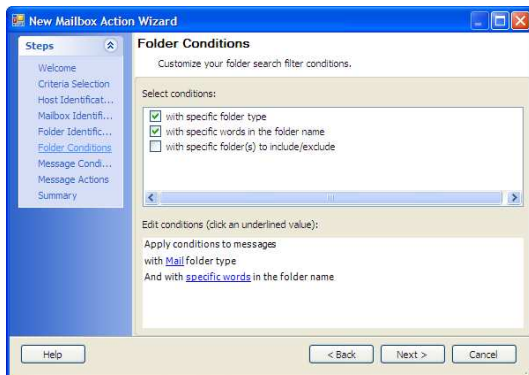 New Mailbox Action Wizard
Steps
Welcome
Criteria Selection
Host Identificat...
Mailbox Identifi...
Folder Identific...
Folder Conditions
Message Condi...
Message Actions
Summary
Folder Conditions
Customize your folder search filter conditions.
Select conditions:
with specific folder type
with specific words in the folder name
with specific folder(s) to include/exclude
Edit conditions (click an underlined value):
Apply conditions to messages
with Mail folder type
And with specific words in the folder name
Help
< Back
Next >
Cancel